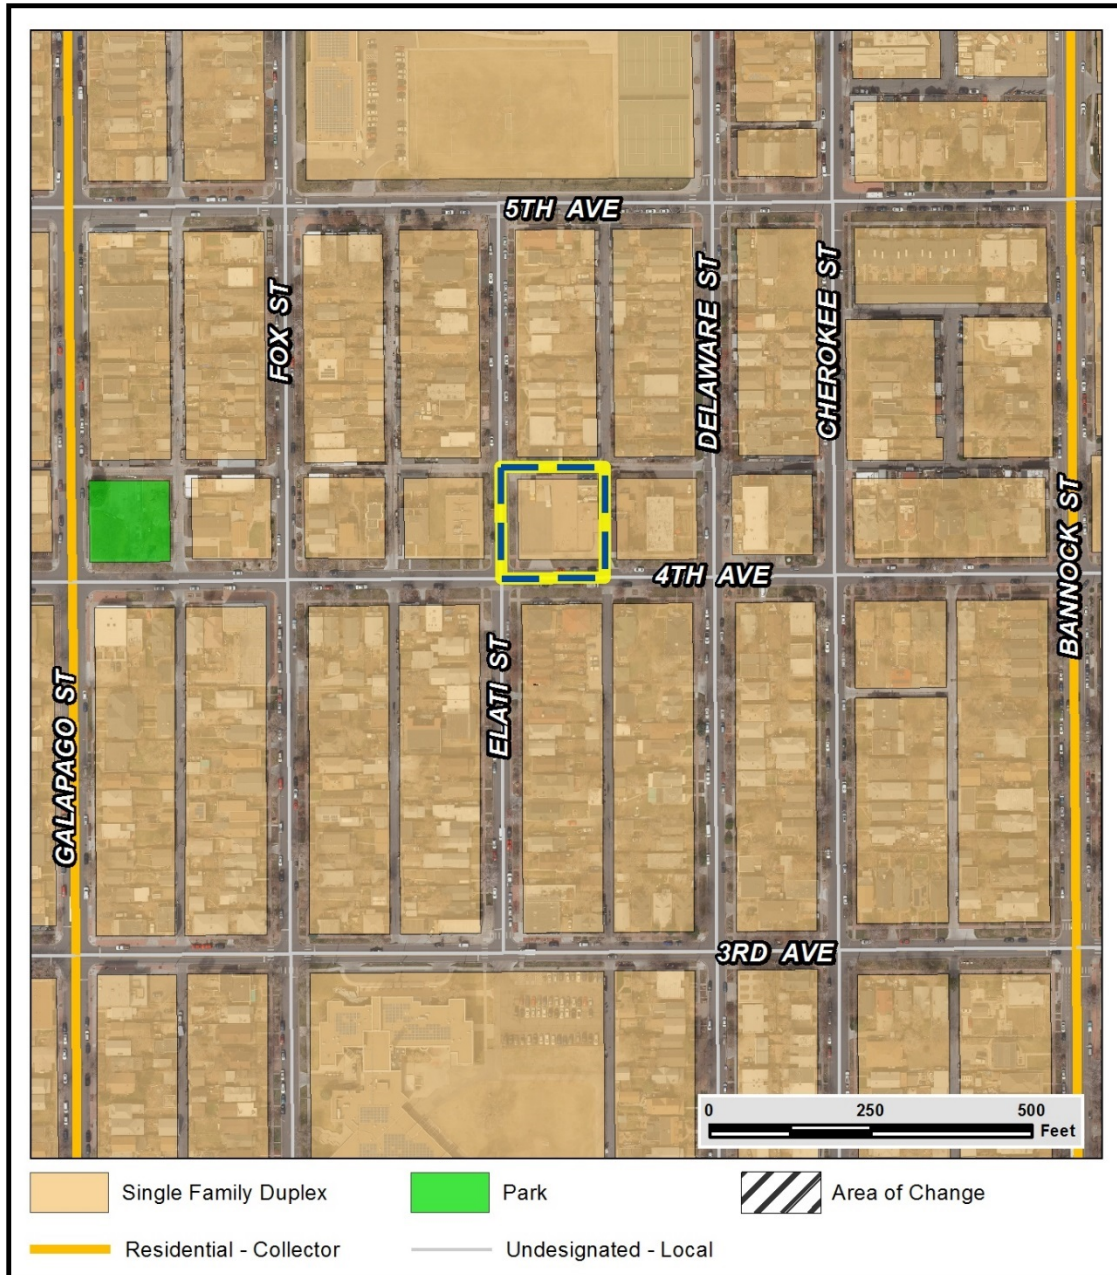 5TH AVE
FOX ST
DELAWARE ST
CHEROKEE ST
4TH AVE
BANNOCK ST
ELATI ST
GALAPAGO ST
3RD AVE
0 250 500
Feet
Single Family Duplex
Park
Area of Change
Residential - Collector
Undesignated - Local